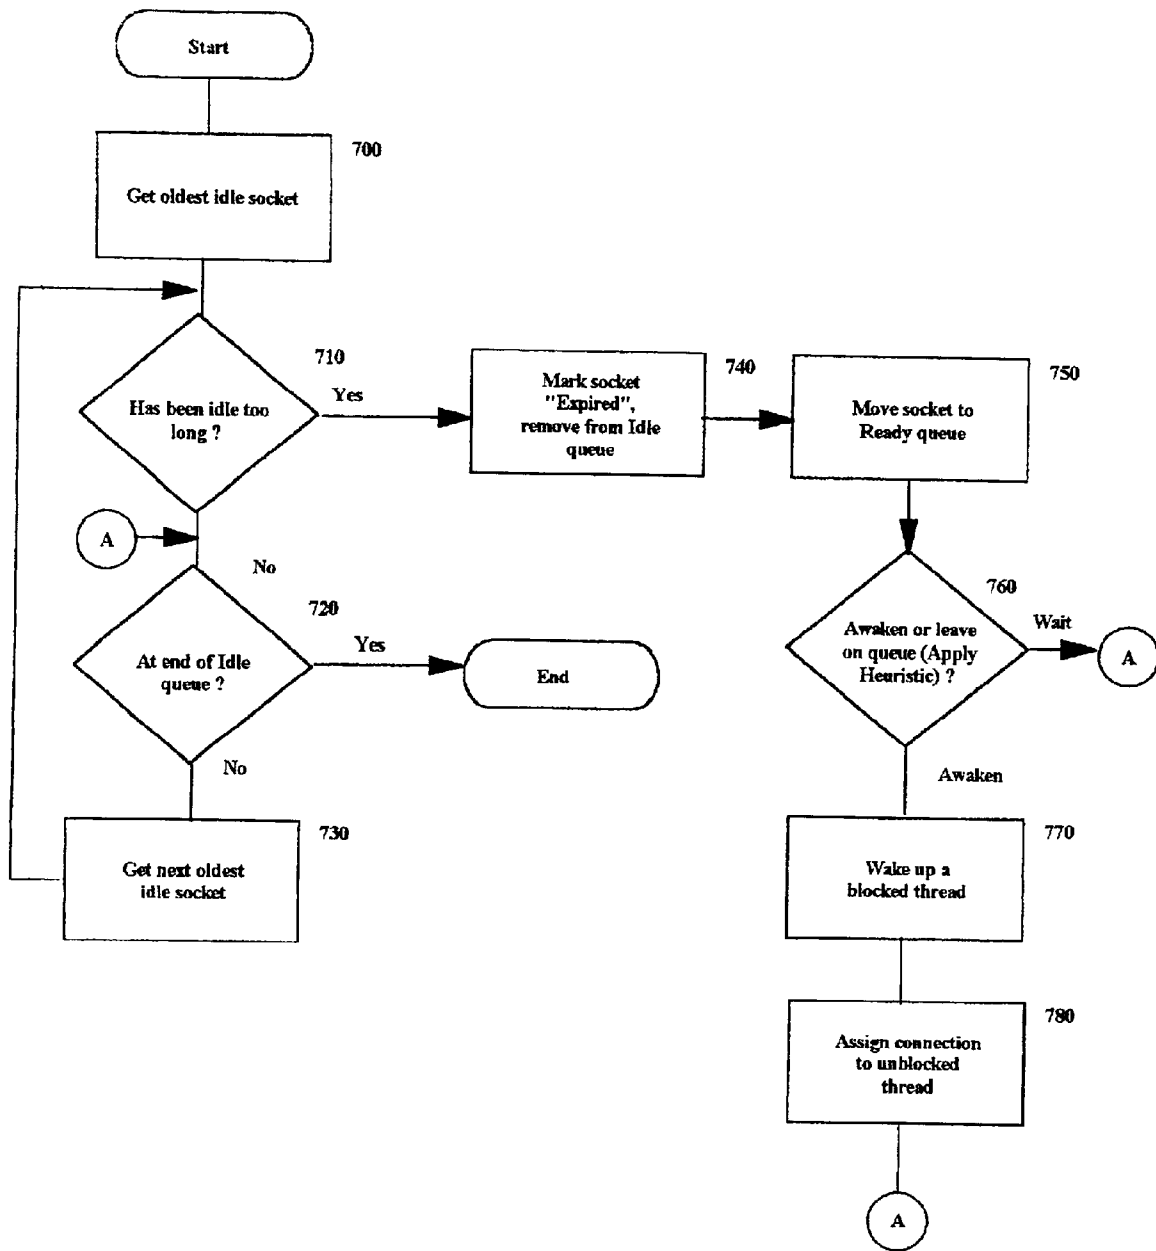 Start
700
Get oldest idle socket
710
Has been idle too
long ?
Yes
740
Mark socket
"Expired",
remove from Idle
queue
750
Move socket to
Ready queue
A
No
720
At end of Idle
queue ?
Yes
End
760
Awaken or leave
on queue (Apply
Heuristic) ?
Wait
A
No
Awaken
730
Get next oldest
idle socket
770
Wake up a
blocked thread
780
Assign connection
to unblocked
thread
A